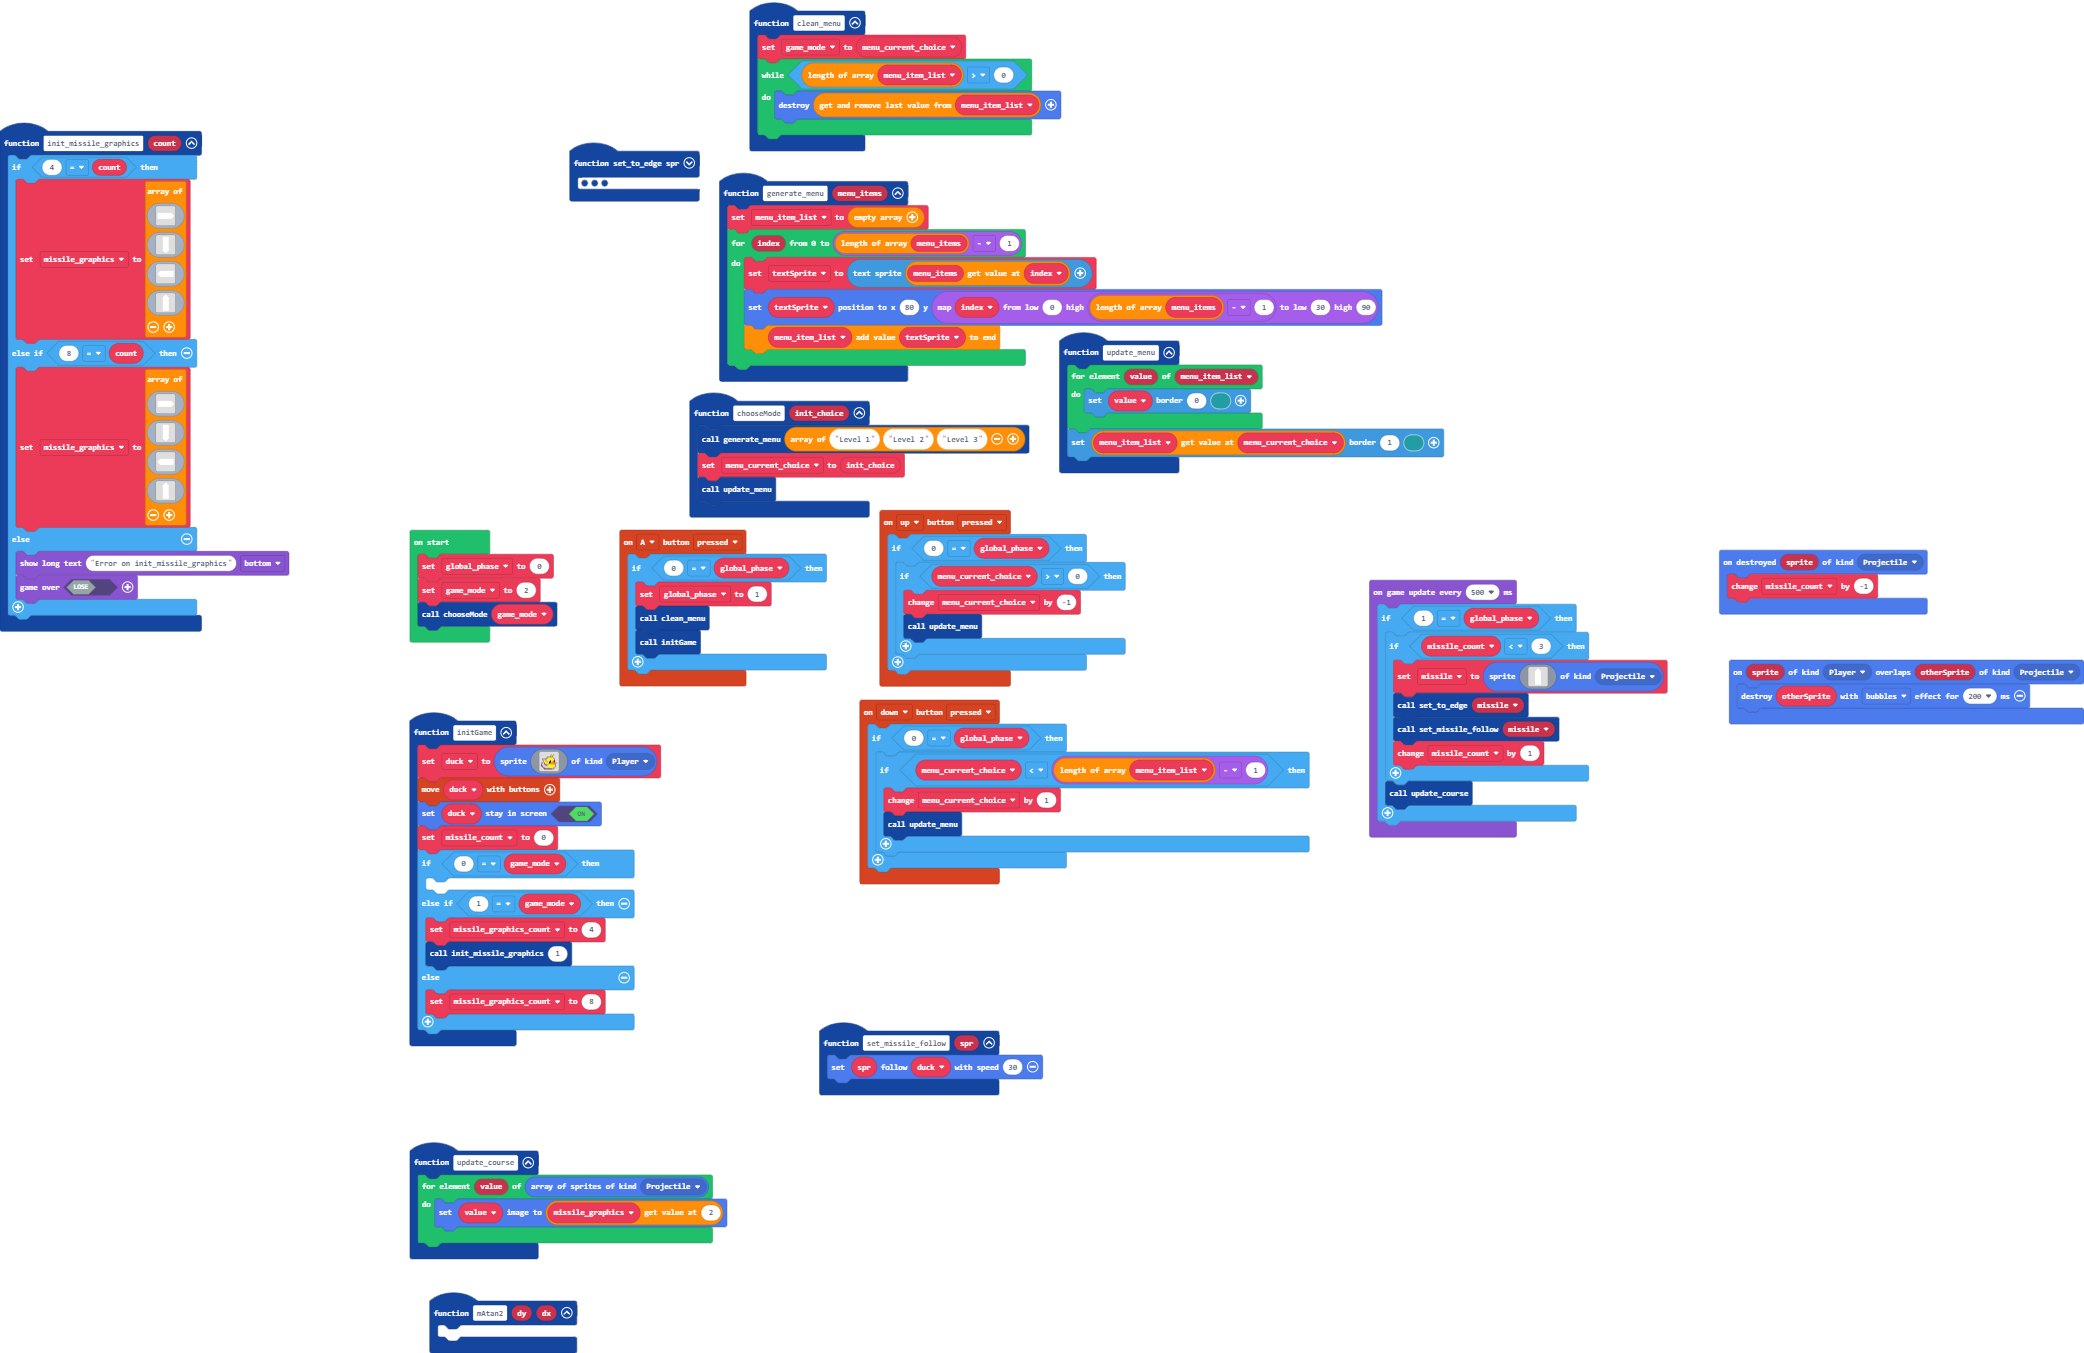 function clean_menu
set game_mode to menu_current_choice
while length of array menu_item_list > 0
do
destroy get and remove last value from menu_item_list
function init_missile_graphics count
if 4 = count then
array of
set missile_graphics to
else if 8 = count then
array of
set missile_graphics to
else
show long text "Error on init_missile_graphics" bottom
game over LOSE
function set_to_edge spr
function generate_menu menu_items
set menu_item_list to empty array
for index from 0 to length of array menu_items - 1
do
set textSprite to text sprite menu_items get value at index
set textSprite position to x 80 y map index from low 0 high length of array menu_items - 1 to low 30 high 90
menu_item_list add value textSprite to end
function update_menu
for element value of menu_item_list
do
set value border 0
set menu_item_list get value at menu_current_choice border 1
function chooseMode init_choice
call generate_menu array of "Level 1" "Level 2" "Level 3"
set menu_current_choice to init_choice
call update_menu
on start
set global_phase to 0
set game_mode to 2
call chooseMode game_mode
on A button pressed
if 0 = global_phase then
set global_phase to 1
call clean_menu
call initGame
on up button pressed
if 0 = global_phase then
if menu_current_choice > 0 then
change menu_current_choice by -1
call update_menu
on down button pressed
if 0 = global_phase then
if menu_current_choice < length of array menu_item_list - 1 then
change menu_current_choice by 1
call update_menu
on game update every 500 ms
if 1 = global_phase then
if missile_count < 3 then
set missile to sprite of kind Projectile
call set_to_edge missile
call set_missile_follow missile
change missile_count by 1
call update_course
on destroyed sprite of kind Projectile
change missile_count by -1
on sprite of kind Player overlaps otherSprite of kind Projectile
destroy otherSprite with bubbles effect for 200 ms
function initGame
set duck to sprite of kind Player
move duck with buttons
set duck stay in screen ON
set missile_count to 0
if 0 = game_mode then
else if 1 = game_mode then
set missile_graphics_count to 4
call init_missile_graphics 1
else
set missile_graphics_count to 8
function set_missile_follow spr
set spr follow duck with speed 30
function update_course
for element value of array of sprites of kind Projectile
do
set value image to missile_graphics get value at 2
function mAtan2 dy dx